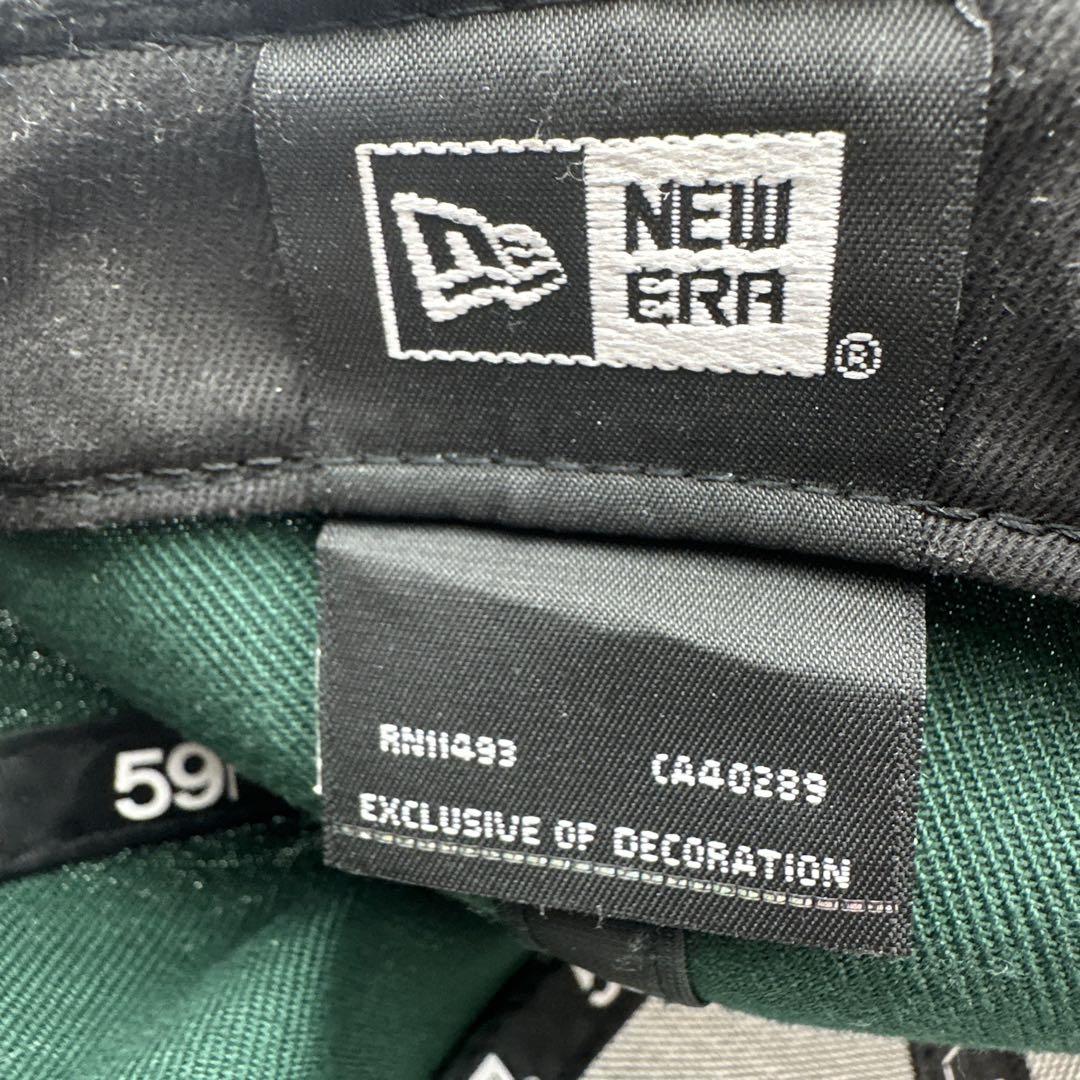 NEW
ERA
®
RN11493 CA40289
EXCLUSIVE OF DECORATION
59